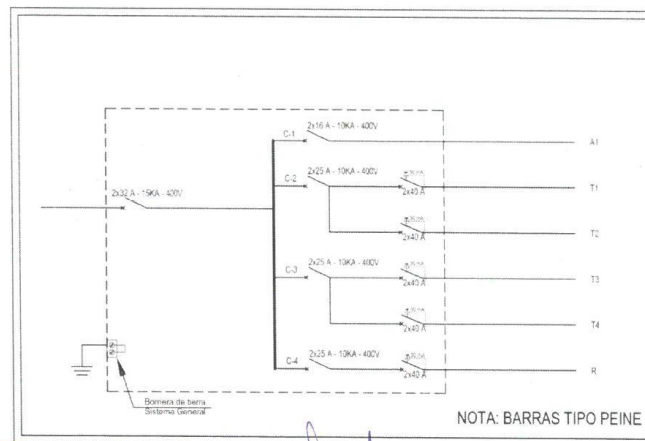 2x16 A - 10KA - 400V
C-1
A1
2x25 A - 10KA - 400V
C-2
2x40 A
T1
2x32 A - 15KA - 400V
2x40 A
T2
2x25 A - 10KA - 400V
C-3
2x40 A
T3
2x40 A
T4
2x25 A - 10KA - 400V
C-4
2x40 A
R
Bornera de tierra
Sistema General
NOTA: BARRAS TIPO PEINE